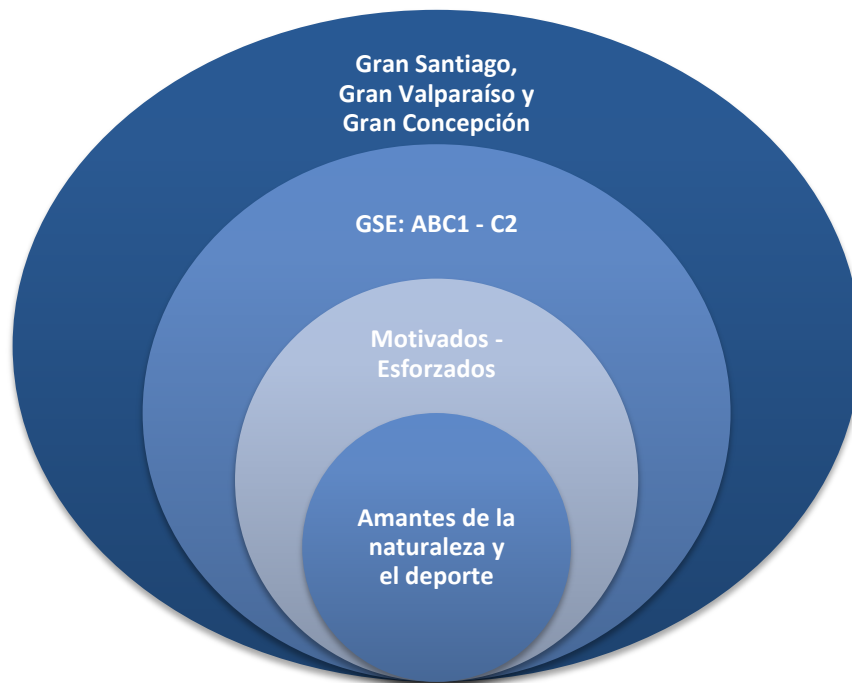 Gran Santiago,
Gran Valparaíso y
Gran Concepción
GSE: ABC1 - C2
Motivados -
Esforzados
Amantes de la
naturaleza y
el deporte